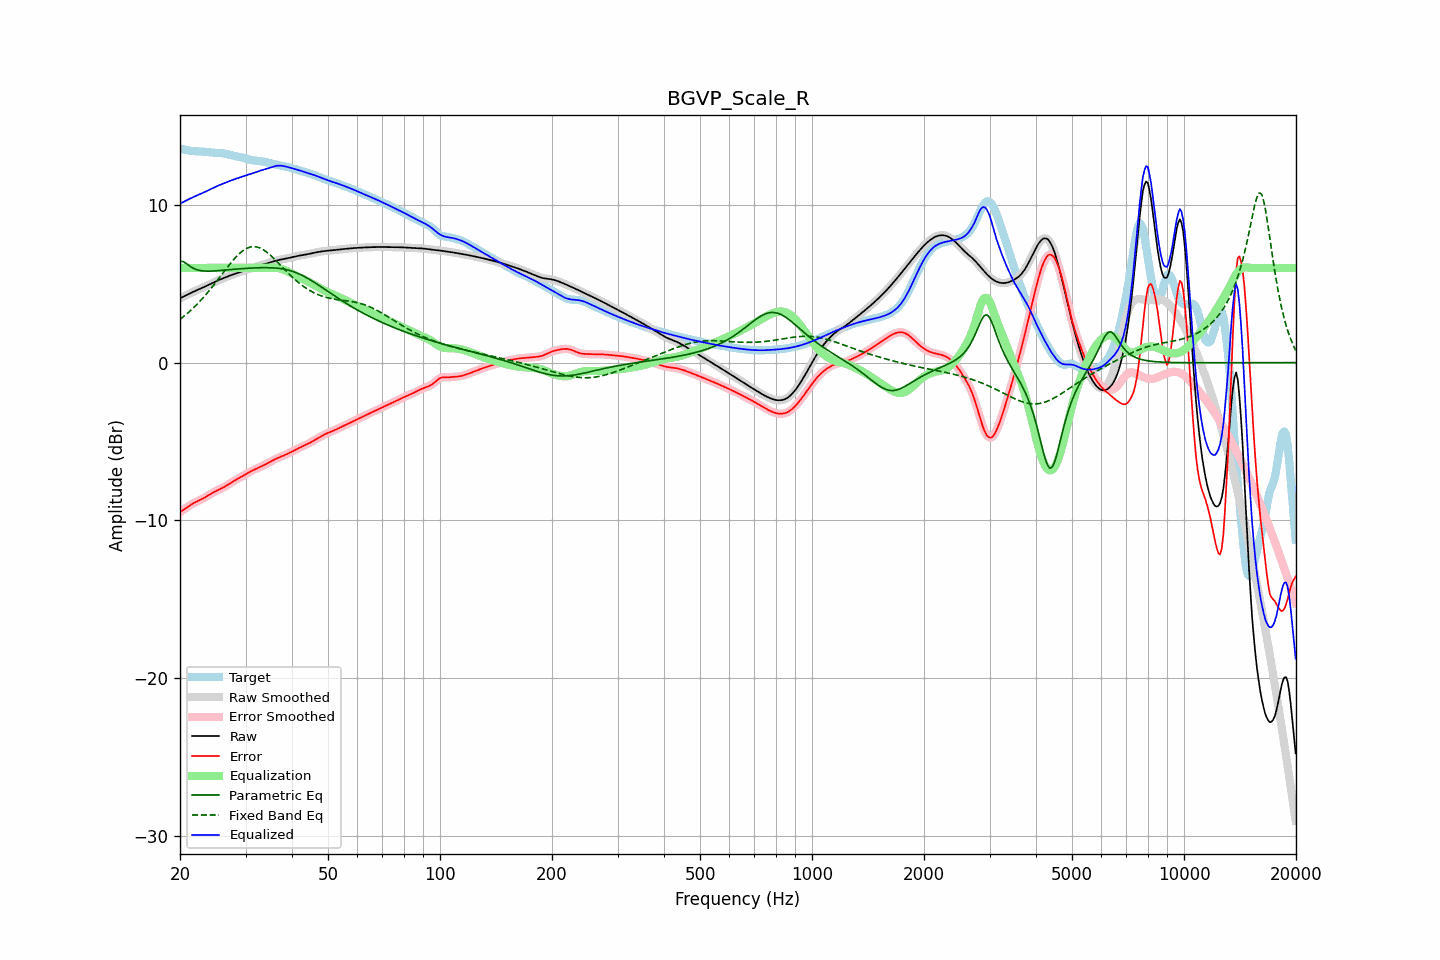 BGVP_Scale_R
Amplitude (dBr)
10
0
−10
−20
−30
Target
Raw Smoothed
Error Smoothed
Raw
Error
Equalization
Parametric Eq
Fixed Band Eq
Equalized
20 50 100 200 500 1000 2000 5000 10000 20000
Frequency (Hz)